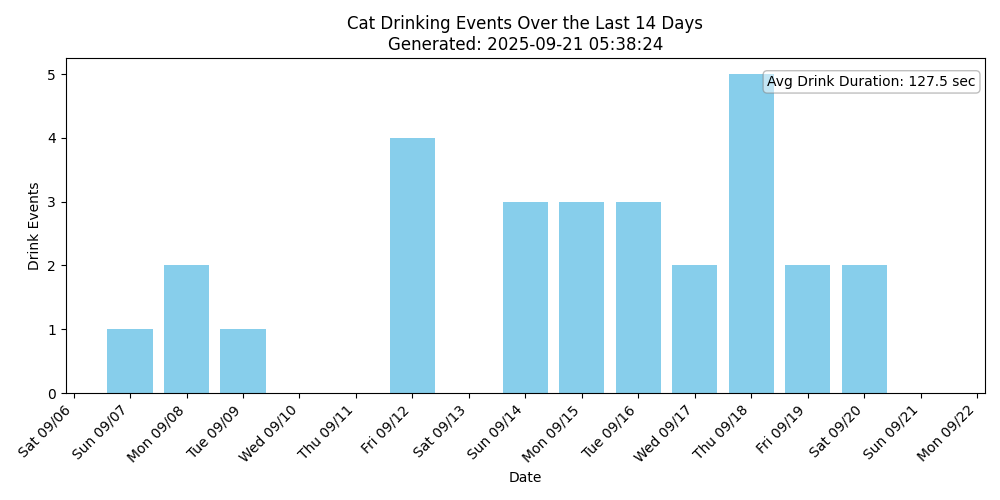 Cat Drinking Events Over the Last 14 Days
Generated: 2025-09-21 05:38:24
Avg Drink Duration: 127.5 sec
Drink Events
5
4
3
2
1
0
Sat 09/06
Sun 09/07
Mon 09/08
Tue 09/09
Wed 09/10
Thu 09/11
Fri 09/12
Sat 09/13
Sun 09/14
Mon 09/15
Tue 09/16
Wed 09/17
Thu 09/18
Fri 09/19
Sat 09/20
Sun 09/21
Mon 09/22
Date